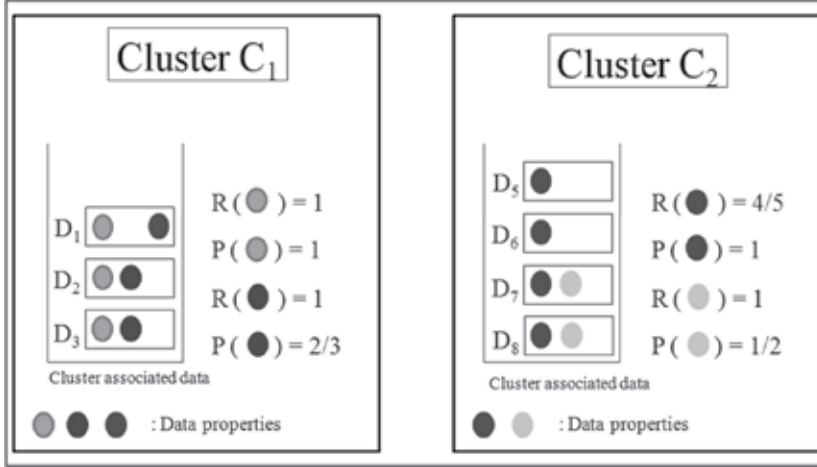 Cluster C1
D1
D2
D3
R ( ) = 1
P ( ) = 1
R ( ) = 1
P ( ) = 2/3
Cluster associated data
: Data properties
Cluster C2
D5
D6
D7
D8
R ( ) = 4/5
P ( ) = 1
R ( ) = 1
P ( ) = 1/2
Cluster associated data
: Data properties